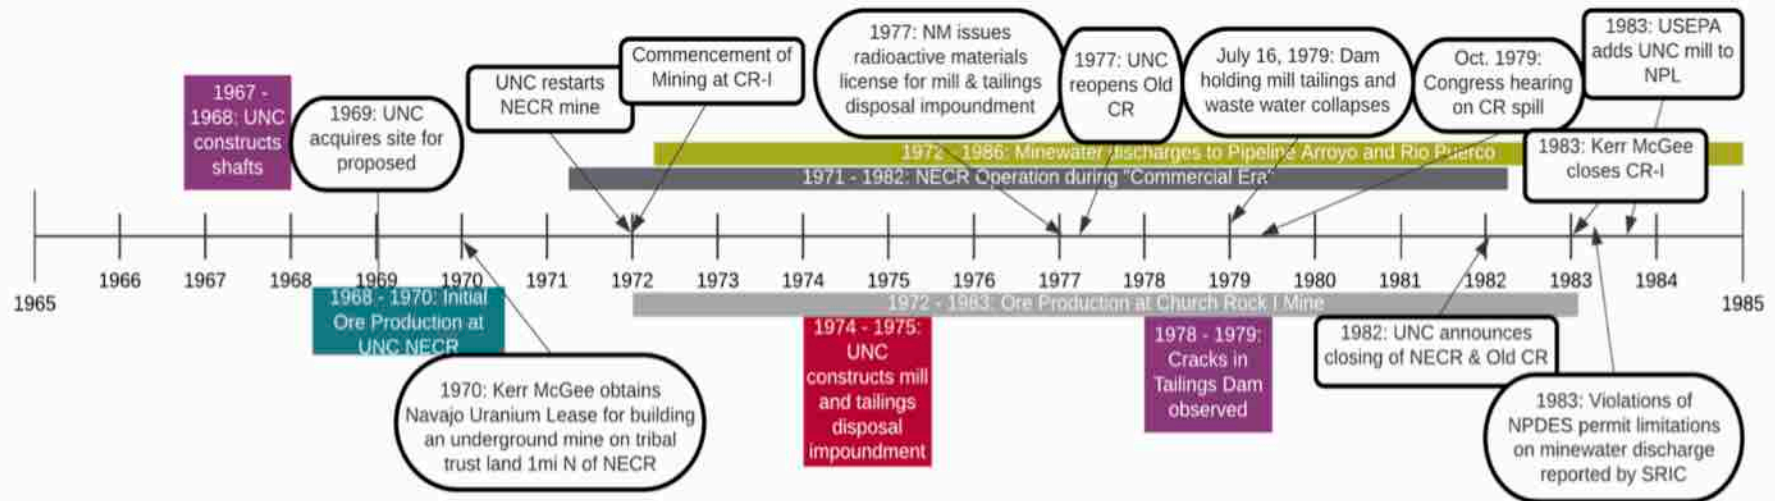 1967 -
1968: UNC
constructs
shafts
1969: UNC
acquires site for
proposed
UNC restarts
NECR mine
Commencement of
Mining at CR-I
1977: NM issues
radioactive materials
license for mill & tailings
disposal impoundment
1977: UNC
reopens Old
CR
July 16, 1979: Dam
holding mill tailings and
waste water collapses
Oct. 1979:
Congress hearing
on CR spill
1983: USEPA
adds UNC mill to
NPL
1983: Kerr McGee
closes CR-I
1972 - 1986: Minewater discharges to Pipeline Arroyo and Rio Puerco
1971 - 1982: NECR Operation during "Commercial Era"
1965
1966
1967
1968
1969
1970
1971
1972
1973
1974
1975
1976
1977
1978
1979
1980
1981
1982
1983
1984
1985
1968 - 1970: Initial
Ore Production at
UNC NECR
1972 - 1983: Ore Production at Church Rock I Mine
1970: Kerr McGee obtains
Navajo Uranium Lease for building
an underground mine on tribal
trust land 1mi N of NECR
1974 - 1975:
UNC
constructs mill
and tailings
disposal
impoundment
1978 - 1979:
Cracks in
Tailings Dam
observed
1982: UNC announces
closing of NECR & Old CR
1983: Violations of
NPDES permit limitations
on minewater discharge
reported by SRIC